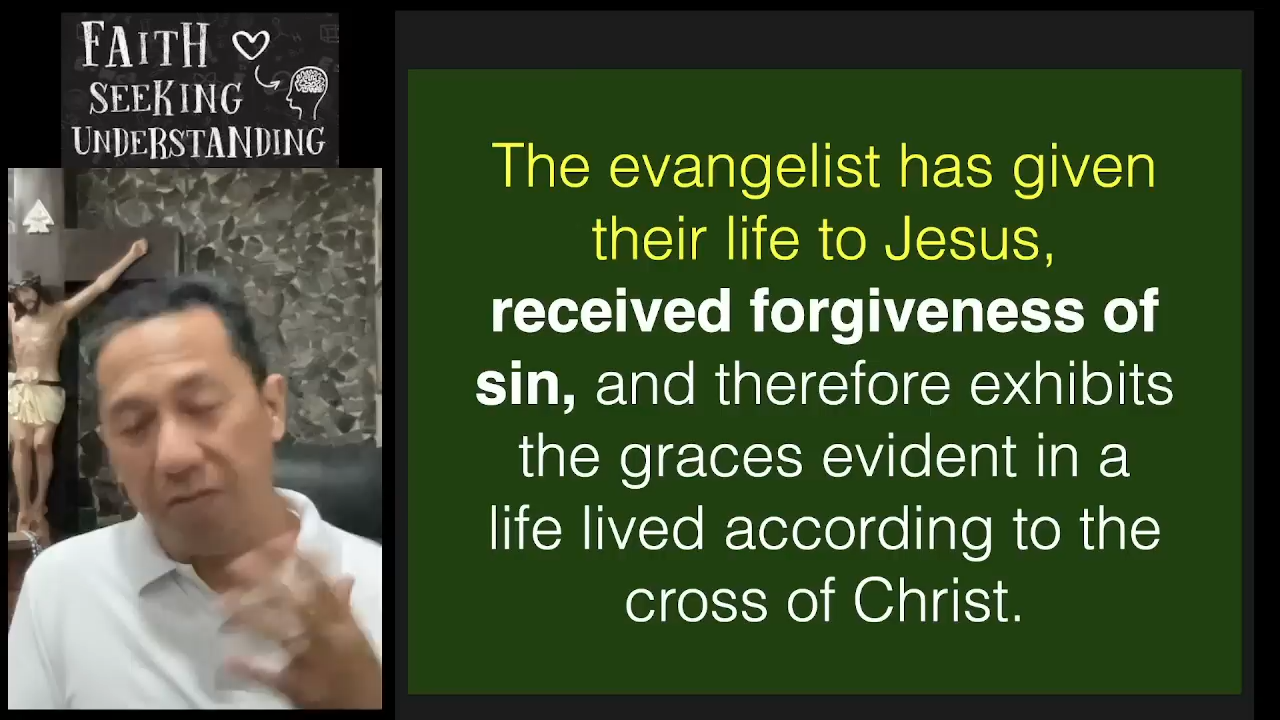 FAITH
SEEKING
UNDERSTANDING
The evangelist has given
their life to Jesus,
received forgiveness of
sin, and therefore exhibits
the graces evident in a
life lived according to the
cross of Christ.